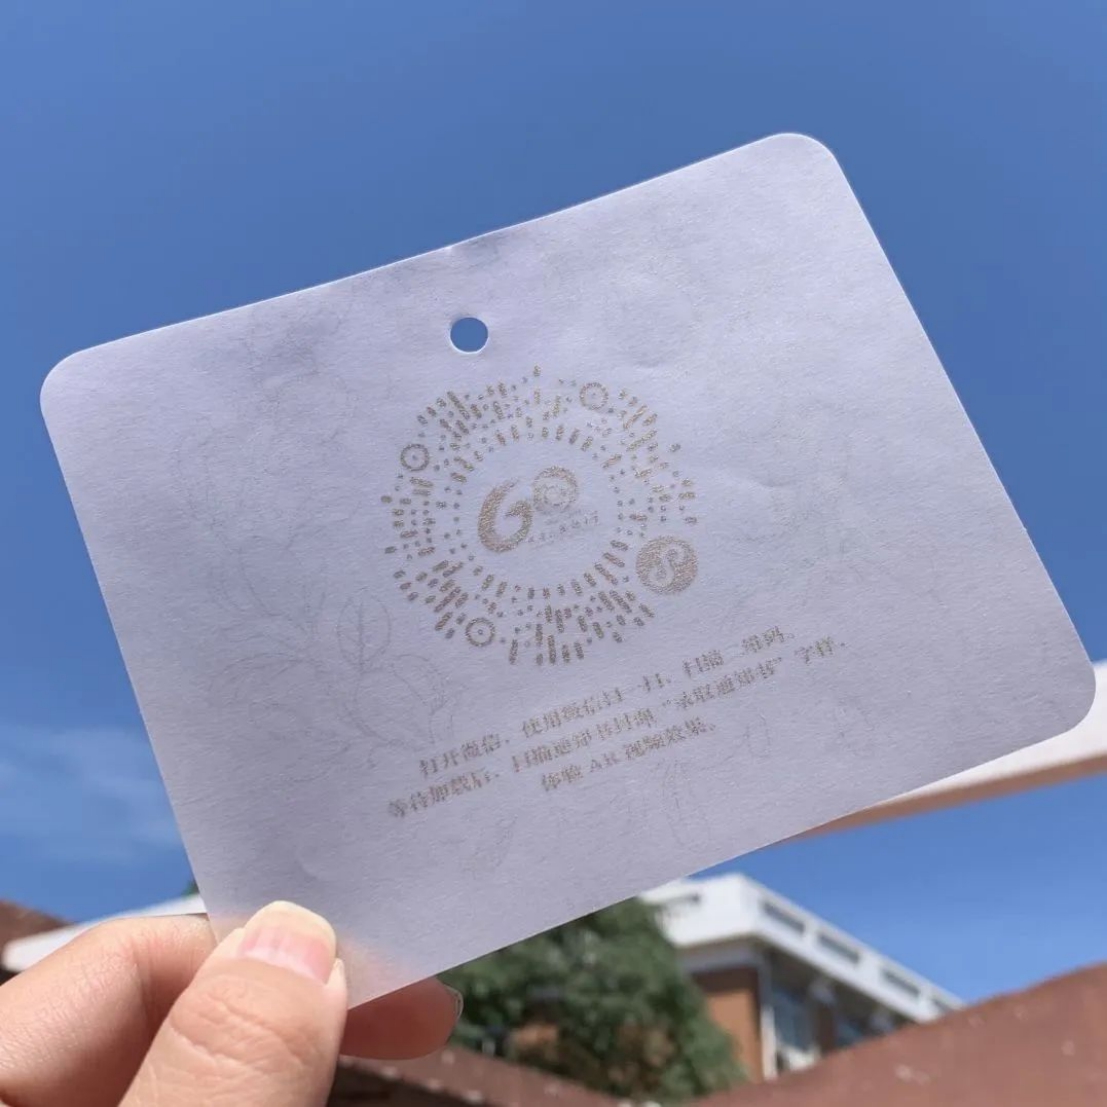 60
打开微信，使用微信扫一扫，扫描二维码。
等待加载后，扫描通知书封面“录取通知书”字样，
体验 AR 视频效果。